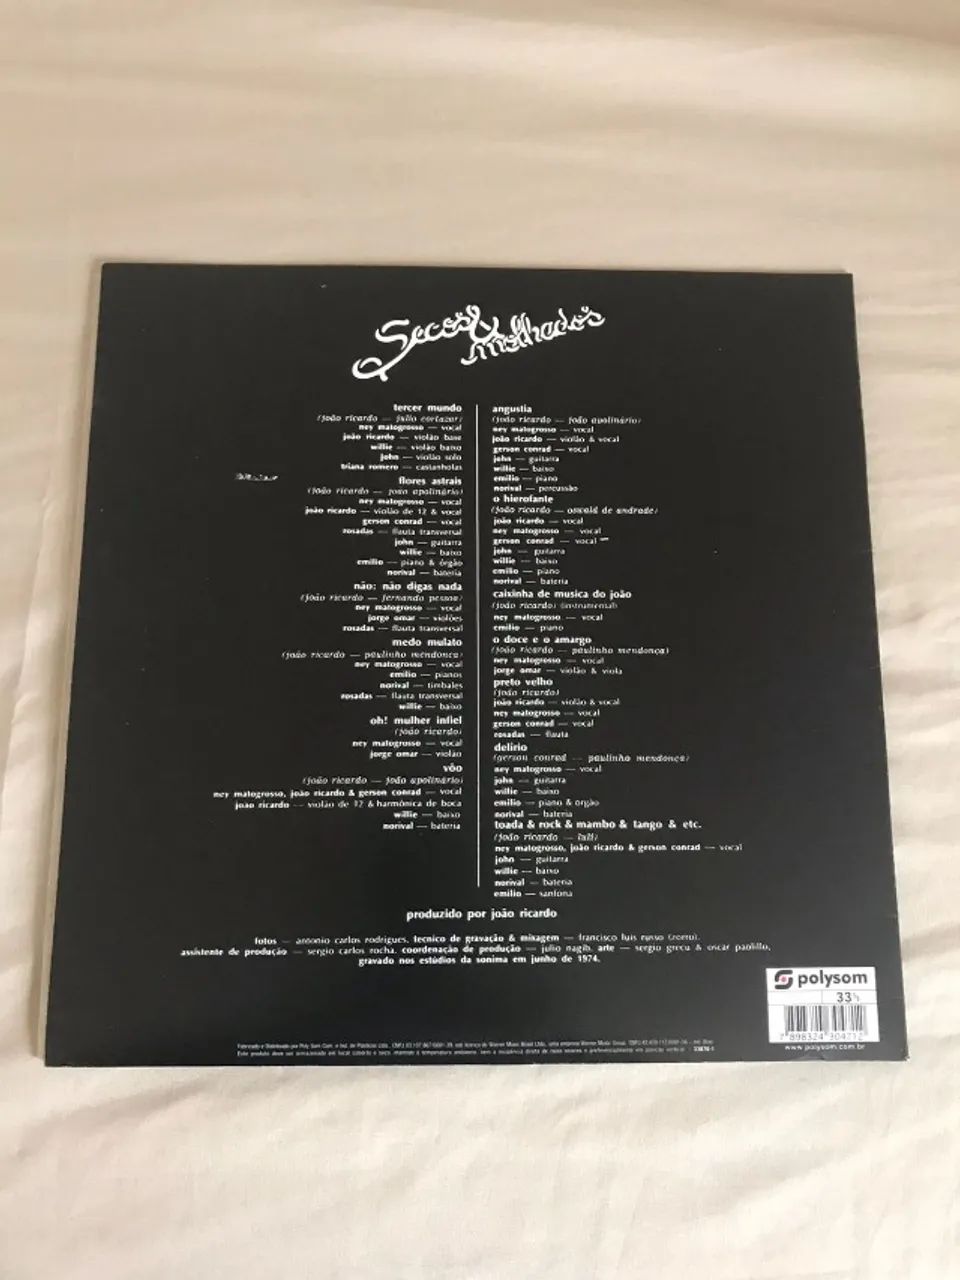 Secos & molhados
tercer mundo
(joão ricardo — julio cortazar)
ney matogrosso — vocal
joão ricardo — violão base
willie — violão baixo
john — violão solo
triana romero — castanholas
flores astrais
(joão ricardo — joão apolinário)
ney matogrosso — vocal
joão ricardo — violão de 12 & vocal
gerson conrad — vocal
rosadas — flauta transversal
john — guitarra
willie — baixo
emilio — piano & órgão
norival — bateria
não: não digas nada
(joão ricardo — fernando pessoa)
ney matogrosso — vocal
jorge omar — violões
rosadas — flauta transversal
medo mulato
(joão ricardo — paulinho mendonça)
ney matogrosso — vocal
emilio — pianos
norival — timbales
rosadas — flauta transversal
willie — baixo
oh! mulher infiel
(joão ricardo)
ney matogrosso — vocal
jorge omar — violão
vôo
(joão ricardo — joão apolinário)
ney matogrosso, joão ricardo & gerson conrad — vocal
joão ricardo — violão de 12 & harmônica de boca
willie — baixo
norival — bateria
angustia
(joão ricardo — joão apolinário)
ney matogrosso — vocal
joão ricardo — violão & vocal
gerson conrad — vocal
john — guitarra
willie — baixo
emilio — piano
norival — percussão
o hierofante
(joão ricardo — oswald de andrade)
joão ricardo — vocal
ney matogrosso — vocal
gerson conrad — vocal
john — guitarra
willie — baixo
emilio — piano
norival — bateria
caixinha de musica do joão
(joão ricardo) (instrumental)
ney matogrosso — vocal
emilio — piano
o doce e o amargo
(joão ricardo — paulinho mendonça)
ney matogrosso — vocal
jorge omar — violão & viola
preto velho
(joão ricardo)
joão ricardo — violão & vocal
ney matogrosso — vocal
gerson conrad — vocal
rosadas — flauta
delírio
(gerson conrad — paulinho mendonça)
ney matogrosso — vocal
john — guitarra
willie — baixo
emilio — piano & orgão
norival — bateria
toada & rock & mambo & tango & etc.
(joão ricardo — luli)
ney matogrosso, joão ricardo & gerson conrad — vocal
john — guitarra
willie — baixo
norival — bateria
emilio — sanfona
produzido por joão ricardo
fotos — antonio carlos rodrigues, tecnico de gravação & mixagem — francisco luis russo (zorro),
assistente de produção — sergio carlos rocha, coordenação de produção — julio nagib, arte — sergio grecu & oscar paolillo,
gravado nos estúdios da sonima em junho de 1974.
polysom
33⅓
7 898324 304212
www.polysom.com.br